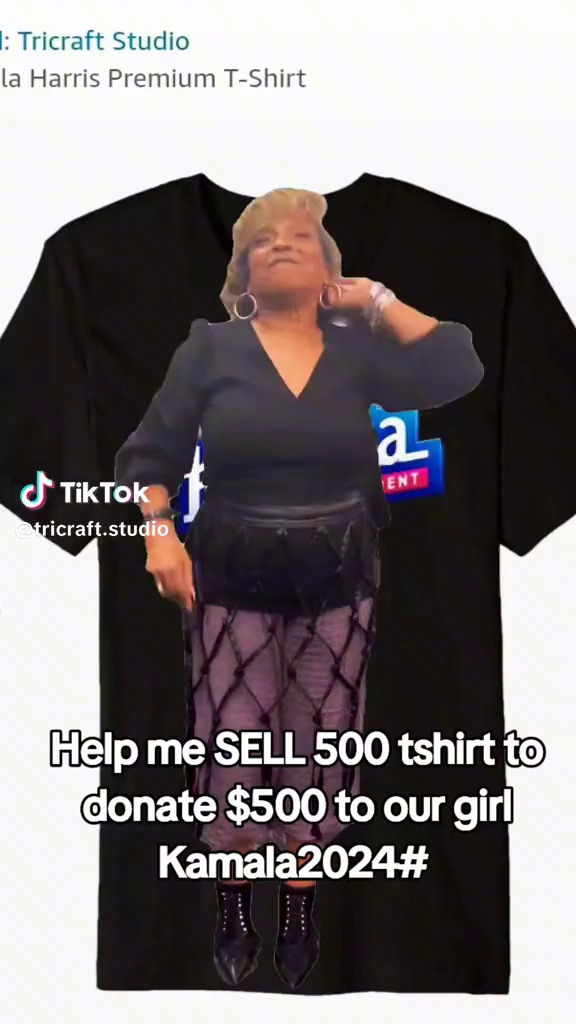 : Tricraft Studio
la Harris Premium T-Shirt
a
ENT
TikTok
@tricraft.studio
Help me SELL 500 tshirt to
donate $500 to our girl
Kamala2024#